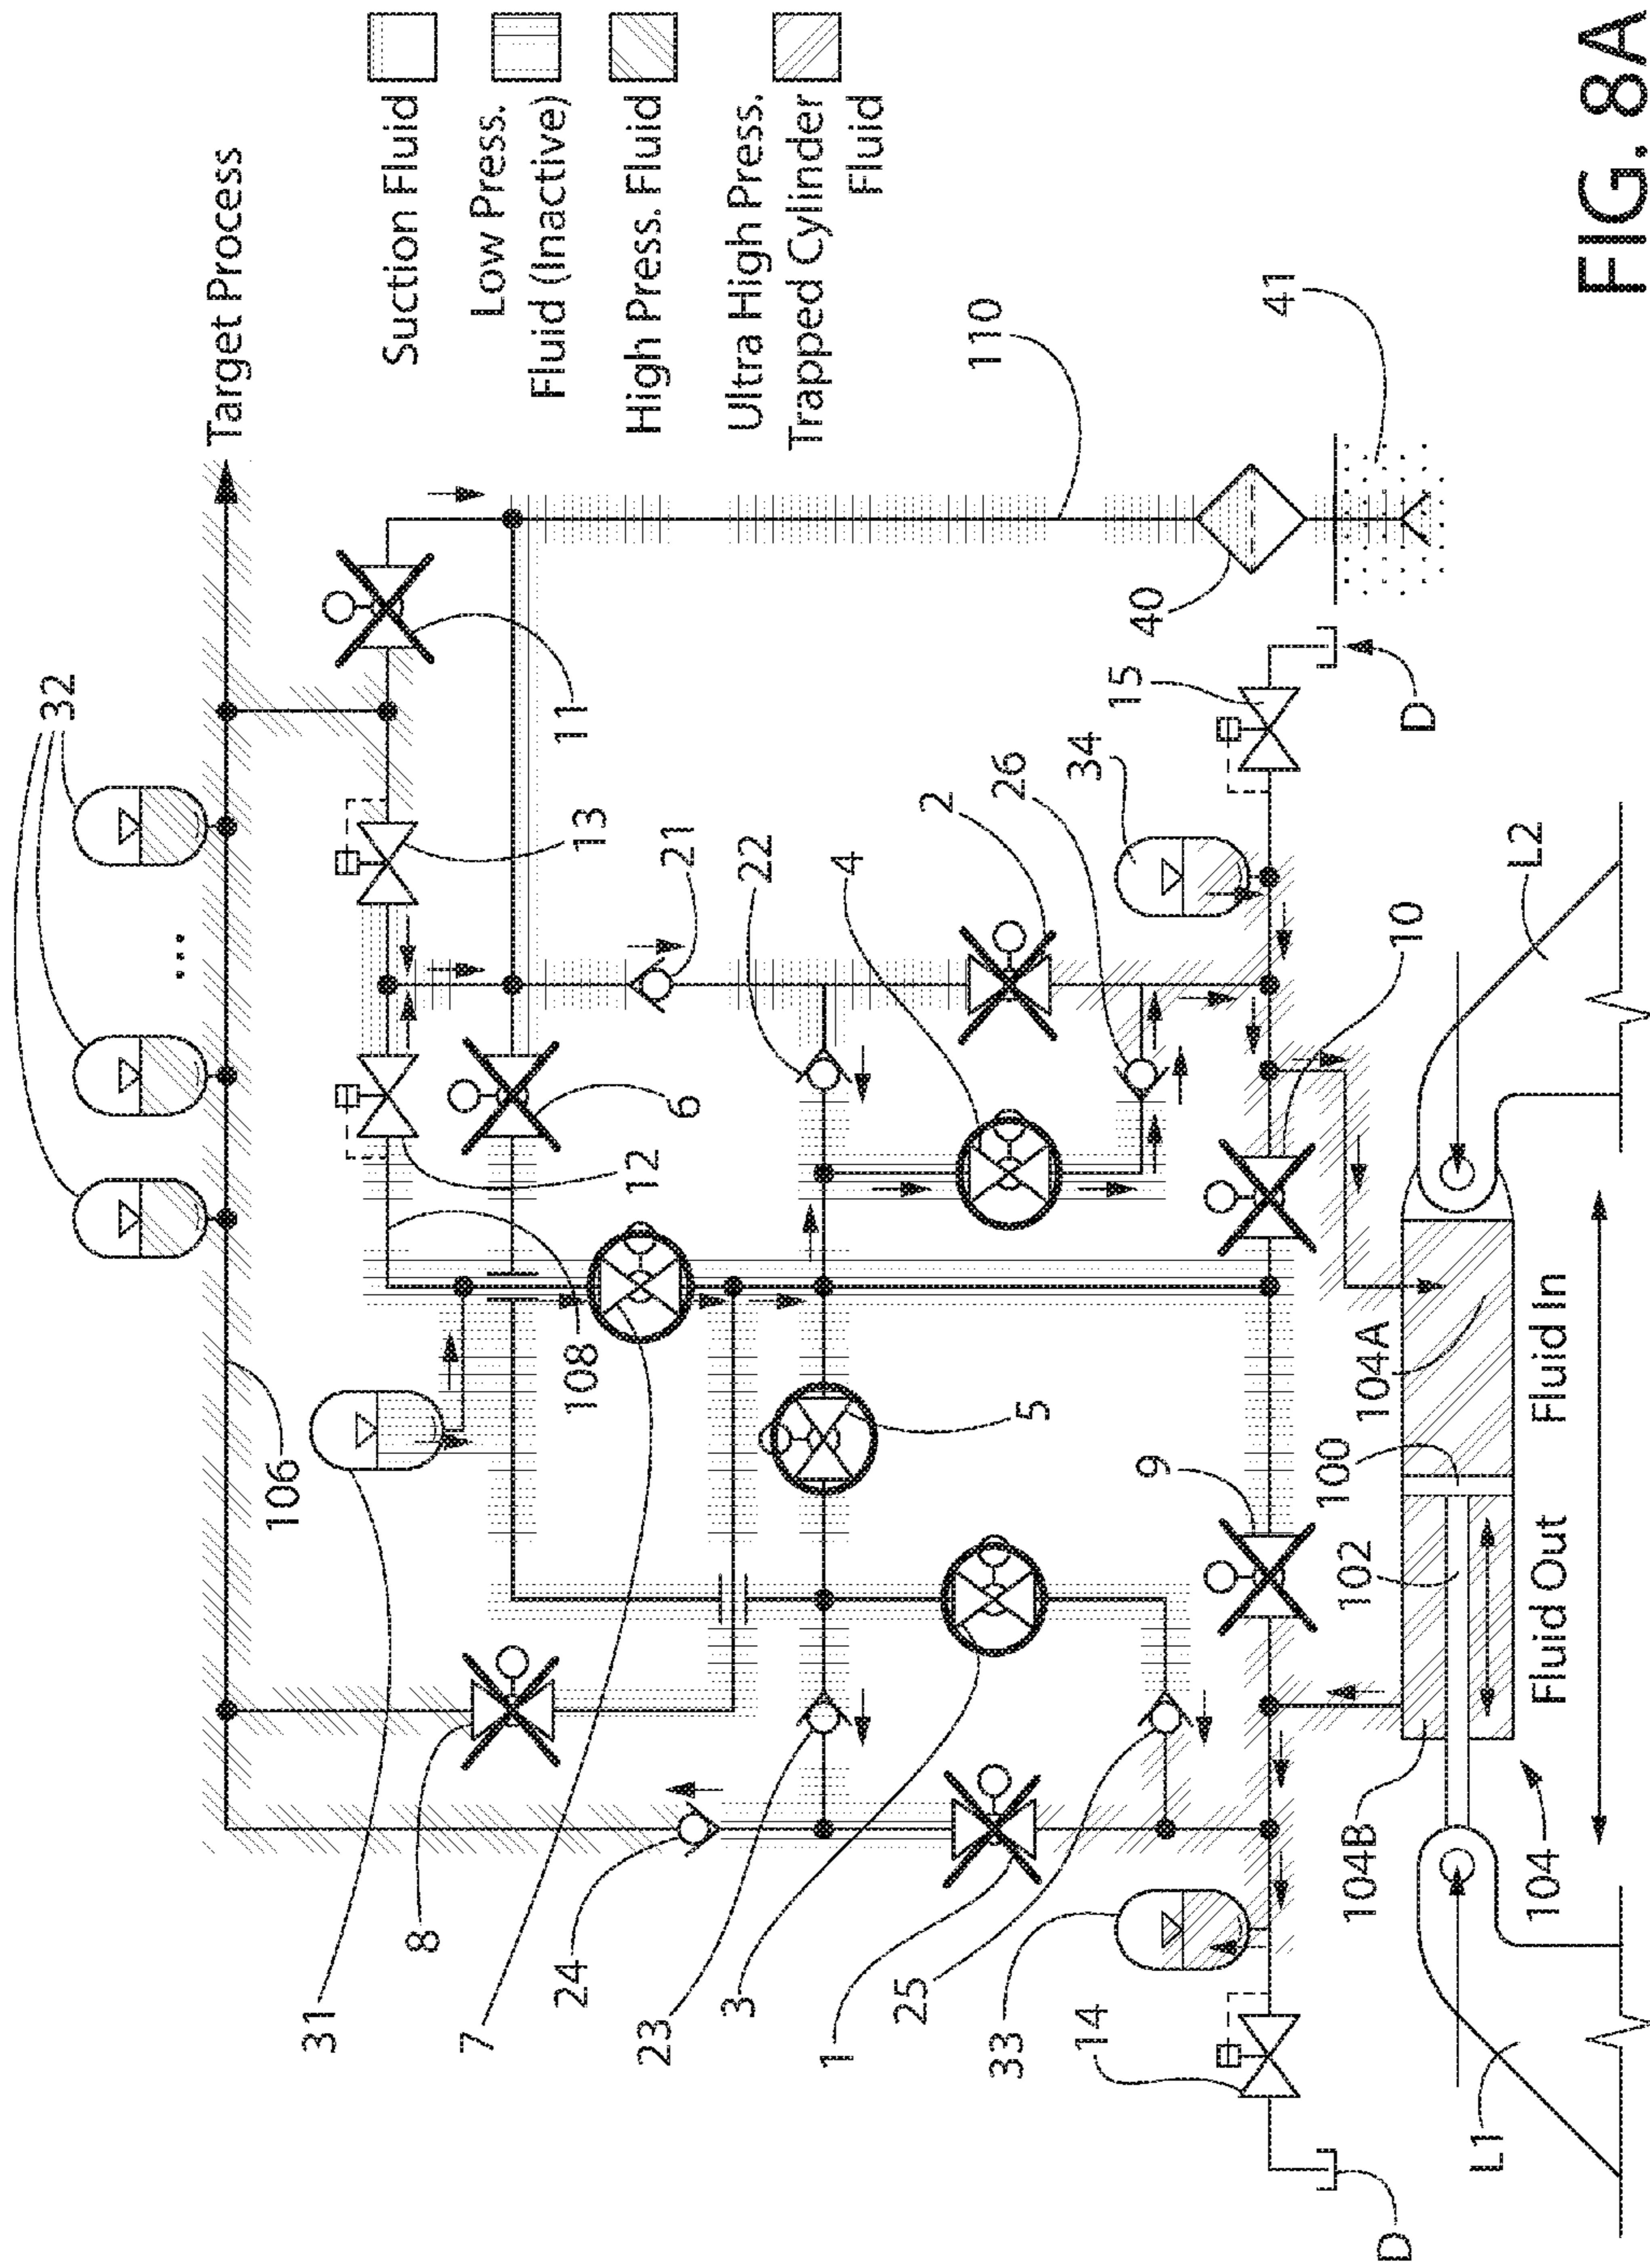 Target Process
Suction Fluid
Low Press.
Fluid (Inactive)
High Press. Fluid
Ultra High Press.
Trapped Cylinder
Fluid
32
...
106
31
8
7
24
23
3
1
25
33
14
D
L1
108
12
6
13
11
21
22
4
2
26
34
15
D
40
41
110
5
9
10
L2
104A
100
102
104B
104
Fluid Out
Fluid In
FIG. 8A